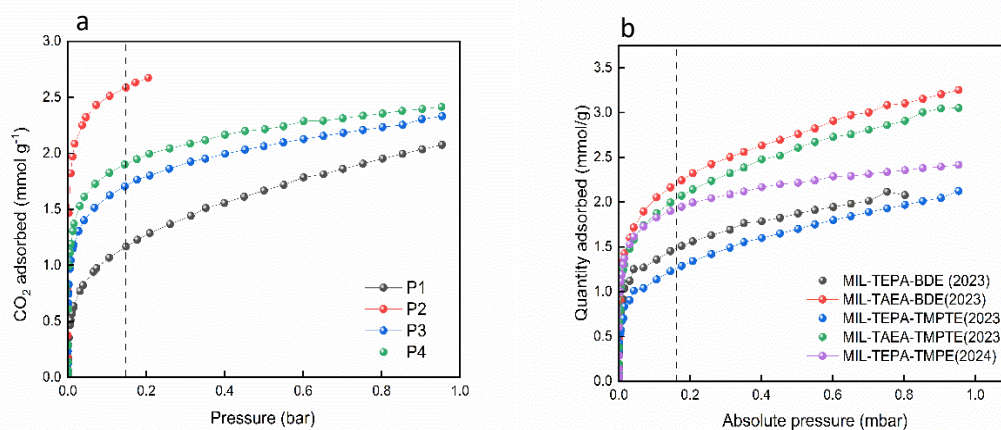 a
3.0
2.5
2.0
1.5
1.0
0.5
0.0
CO₂ adsorbed (mmol g⁻¹)
P1
P2
P3
P4
0.0 0.2 0.4 0.6 0.8 1.0
Pressure (bar)
b
3.5
3.0
2.5
2.0
1.5
1.0
0.5
0.0
Quantity adsorbed (mmol/g)
MIL-TEPA-BDE (2023)
MIL-TAEA-BDE(2023)
MIL-TEPA-TMPTE(2023
MIL-TAEA-TMPTE(2023
MIL-TEPA-TMPE(2024)
0.0 0.2 0.4 0.6 0.8 1.0
Absolute pressure (mbar)